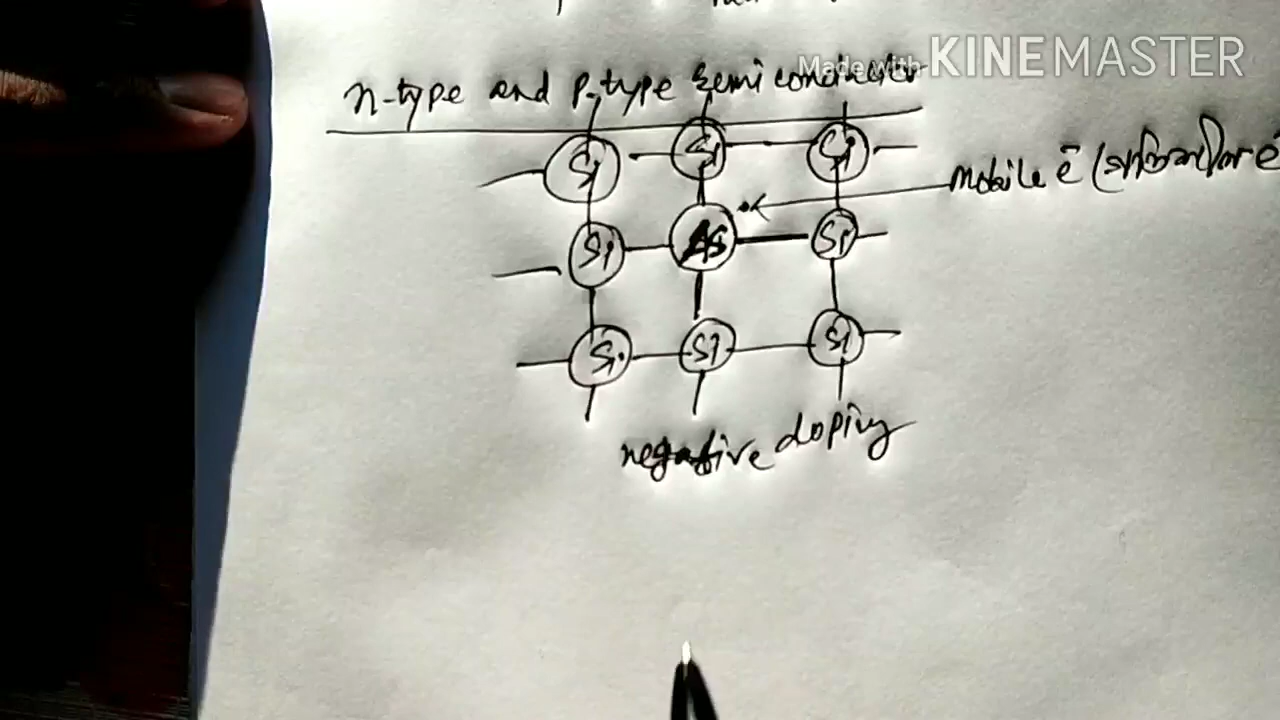 Made with KINEMASTER
n-type and P-type semiconductor
Si Si Si
mobile ē
Si As Si
Si Si Si
negative doping